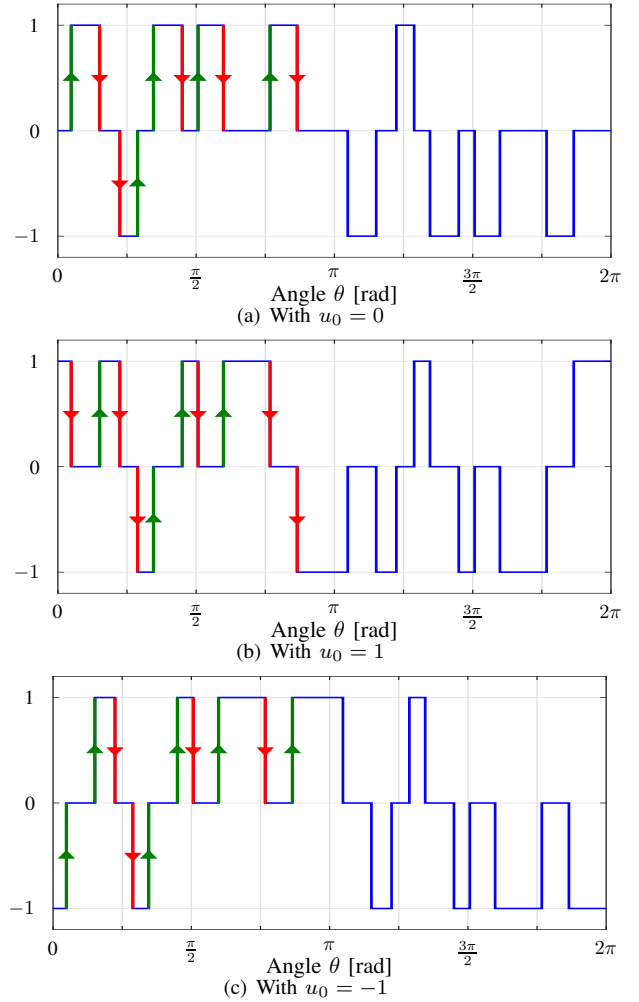 1
0
−1
0
π/2
π
3π/2
2π
Angle θ [rad]
(a) With u₀ = 0
1
0
−1
0
π/2
π
3π/2
2π
Angle θ [rad]
(b) With u₀ = 1
1
0
−1
0
π/2
π
3π/2
2π
Angle θ [rad]
(c) With u₀ = −1